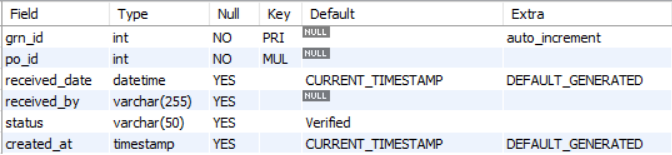 Field Type Null Key Default Extra
grn_id int NO PRI NULL auto_increment
po_id int NO MUL NULL
received_date datetime YES CURRENT_TIMESTAMP DEFAULT_GENERATED
received_by varchar(255) YES NULL
status varchar(50) YES Verified
created_at timestamp YES CURRENT_TIMESTAMP DEFAULT_GENERATED